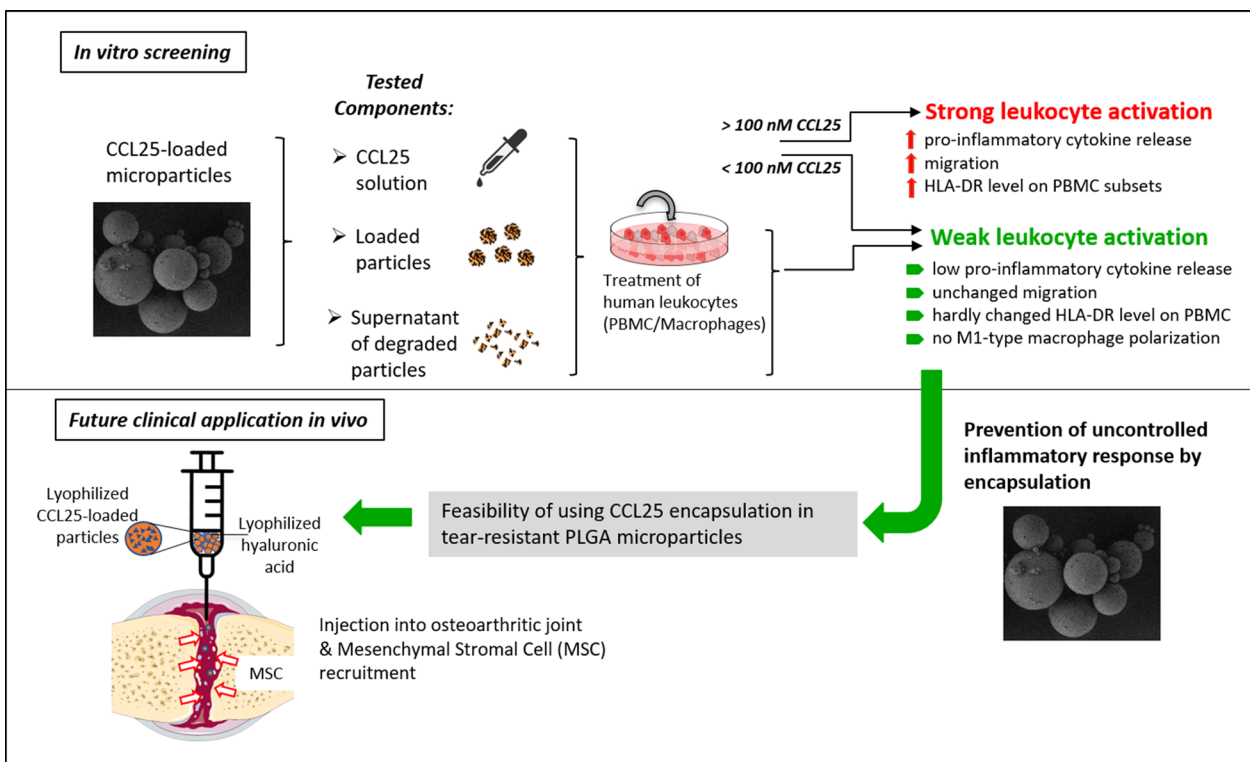 In vitro screening
CCL25-loaded
microparticles
Tested
Components:
➢ CCL25
solution
➢ Loaded
particles
➢ Supernatant
of degraded
particles
Treatment of
human leukocytes
(PBMC/Macrophages)
> 100 nM CCL25
< 100 nM CCL25
Strong leukocyte activation
pro-inflammatory cytokine release
migration
HLA-DR level on PBMC subsets
Weak leukocyte activation
low pro-inflammatory cytokine release
unchanged migration
hardly changed HLA-DR level on PBMC
no M1-type macrophage polarization
Future clinical application in vivo
Lyophilized
CCL25-loaded
particles
Lyophilized
hyaluronic
acid
MSC
Injection into osteoarthritic joint
& Mesenchymal Stromal Cell (MSC)
recruitment
Feasibility of using CCL25 encapsulation in
tear-resistant PLGA microparticles
Prevention of uncontrolled
inflammatory response by
encapsulation